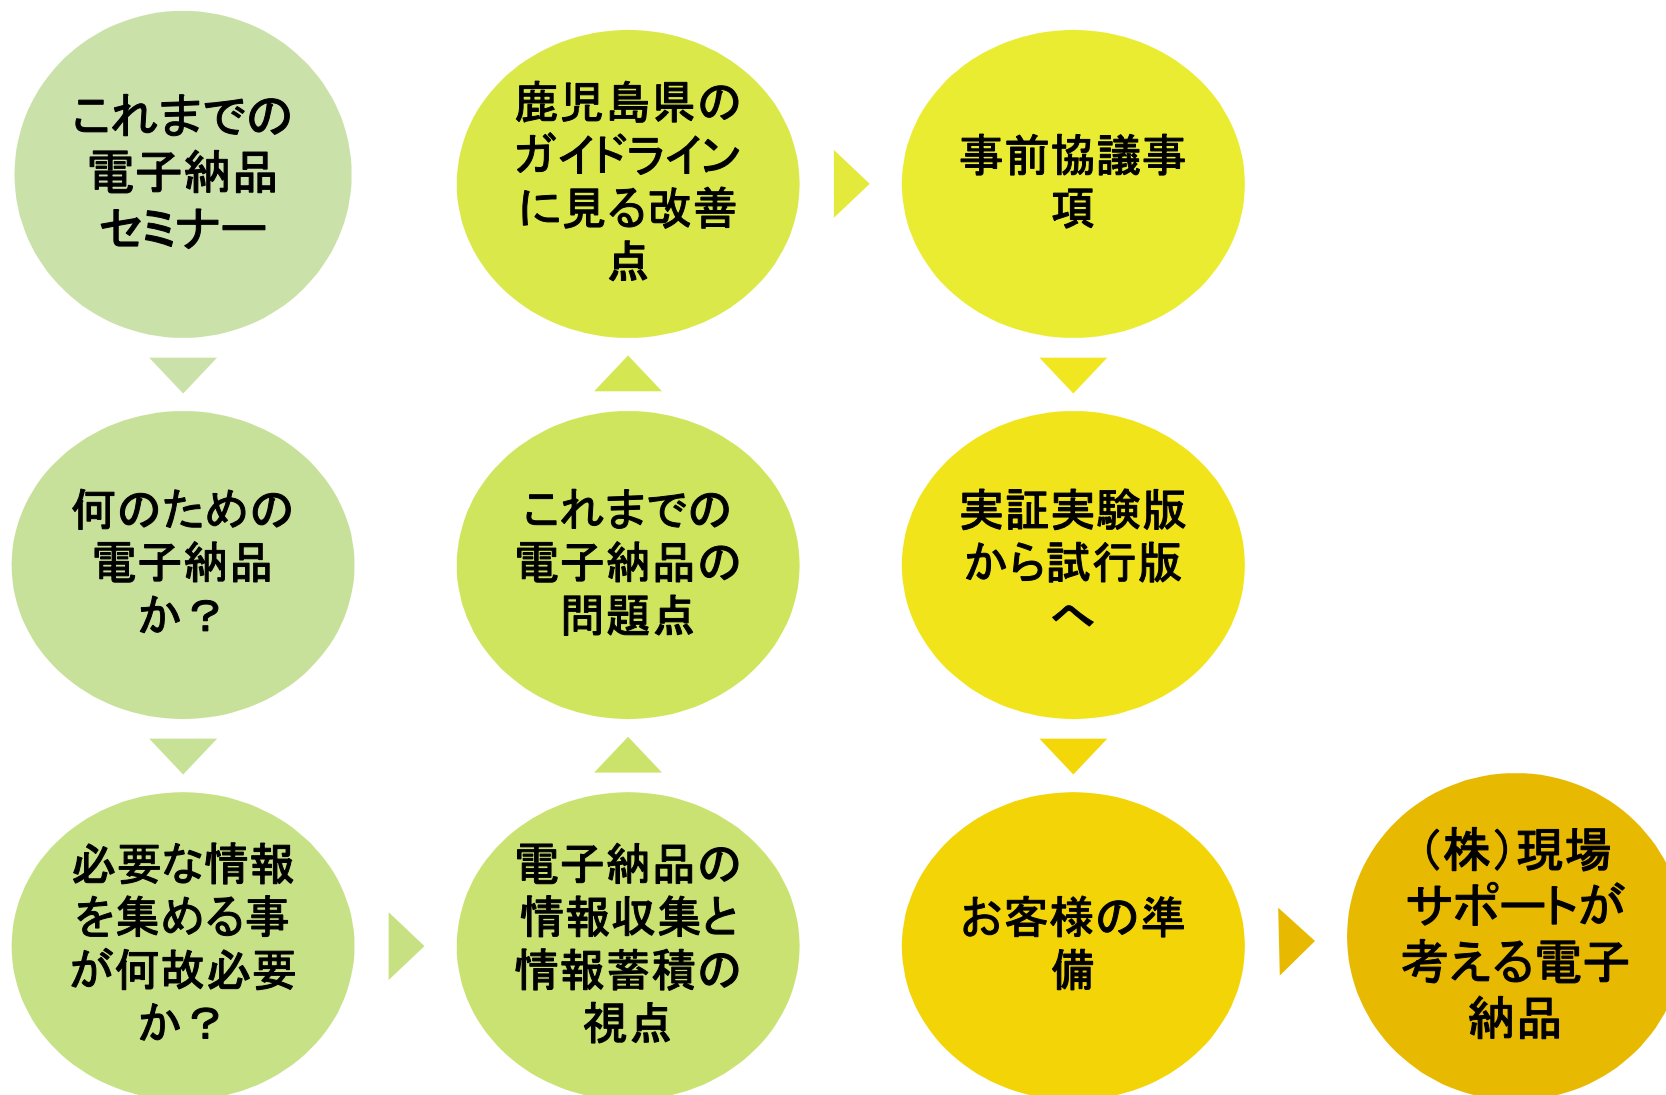 これまでの
電子納品
セミナー
何のための
電子納品
か？
必要な情報
を集める事
が何故必要
か？
電子納品の
情報収集と
情報蓄積の
視点
これまでの
電子納品の
問題点
鹿児島県の
ガイドライン
に見る改善
点
事前協議事
項
実証実験版
から試行版
へ
お客様の準
備
（株）現場
サポートが
考える電子
納品